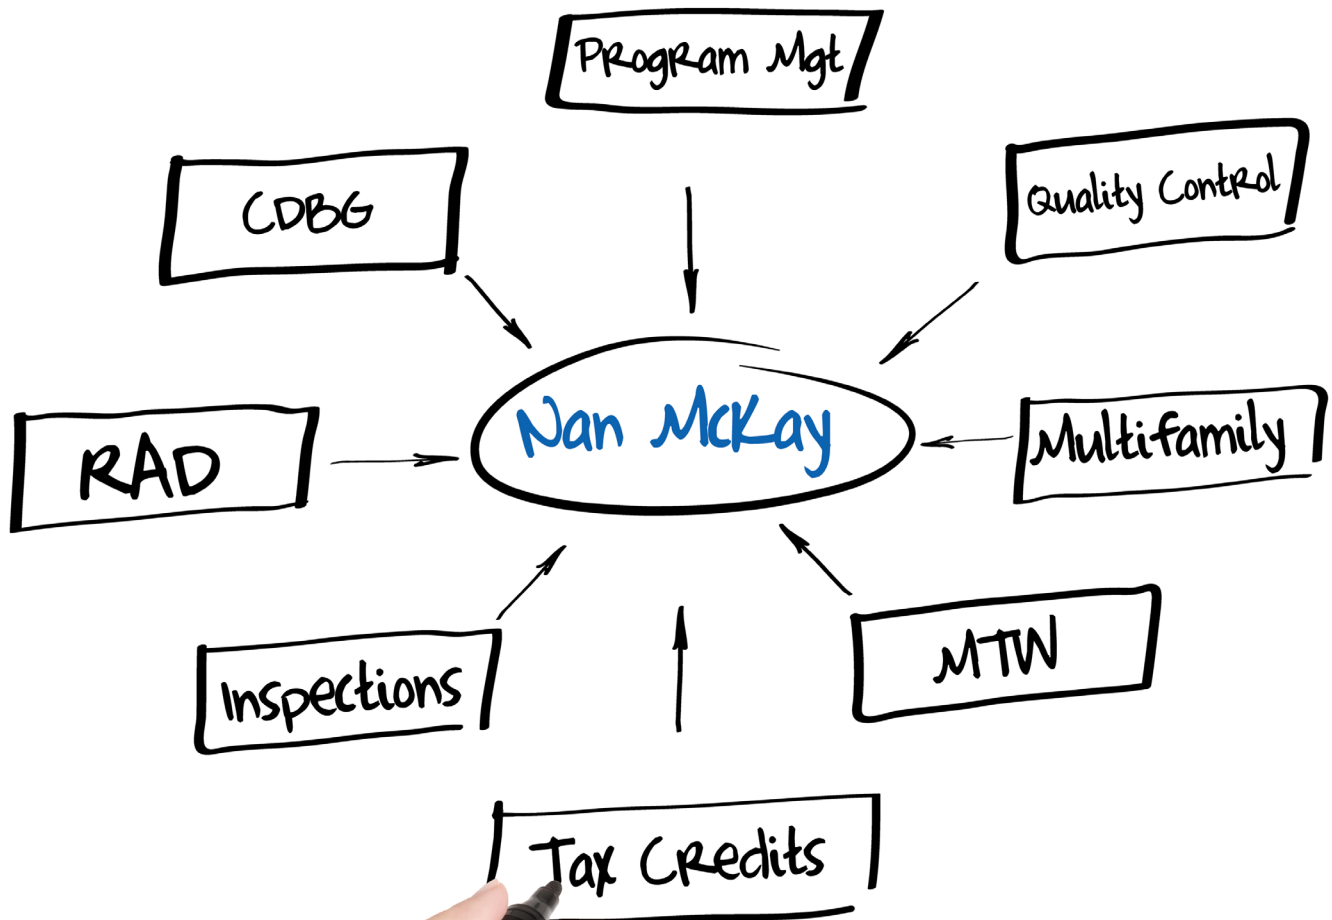 Program Mgt
CDBG
Quality Control
Nan McKay
RAD
Multifamily
Inspections
MTW
Tax Credits